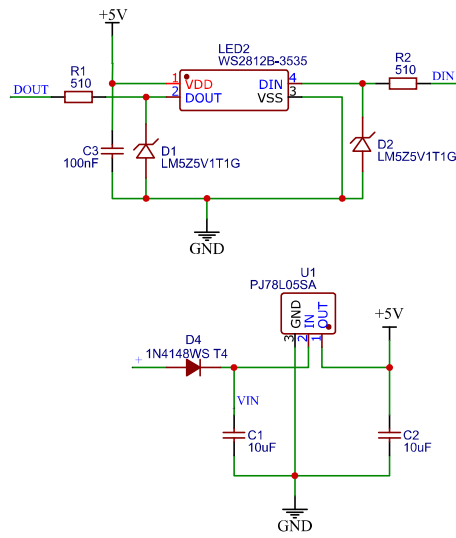 +5V
LED2
WS2812B-3535
R1
510
R2
510
DOUT
1
VDD
DIN
4
2
DOUT
VSS
3
DIN
C3
100nF
D1
LM5Z5V1T1G
D2
LM5Z5V1T1G
GND
U1
PJ78L05SA
GND
IN
OUT
3
2
1
+5V
D4
1N4148WS T4
+
VIN
C1
10uF
C2
10uF
GND